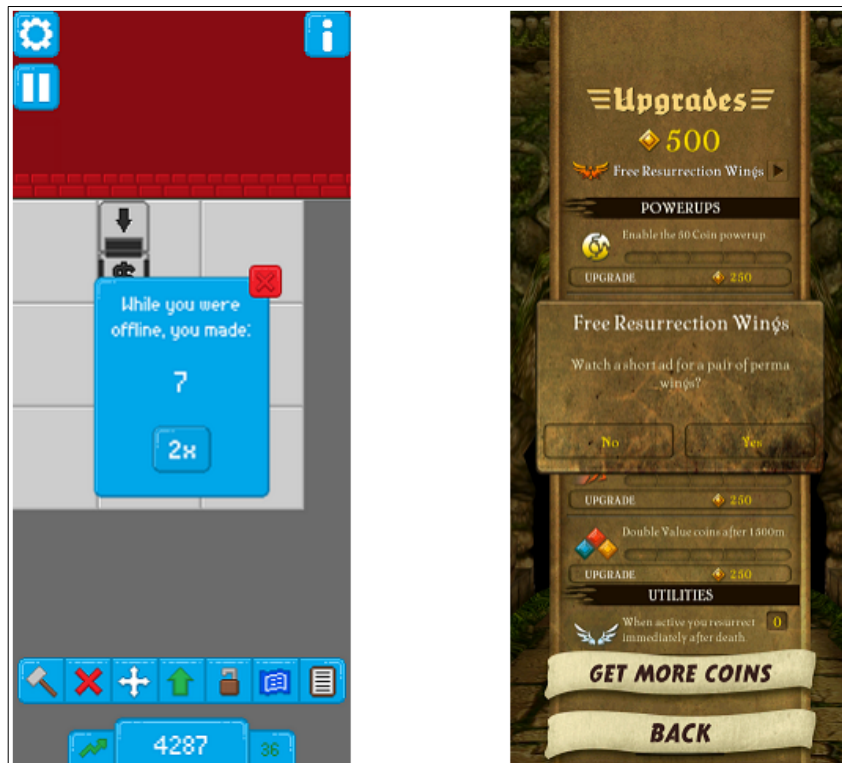 While you were
offline, you made:
7
2x
4287
36
Upgrades
500
Free Resurrection Wings
POWERUPS
Enable the 50 Coin powerup.
UPGRADE 250
Free Resurrection Wings
Watch a short ad for a pair of perma
wings?
No Yes
UPGRADE 250
Double Value coins after 1500m
UPGRADE 250
UTILITIES
When active you resurrect 0
immediately after death.
GET MORE COINS
BACK